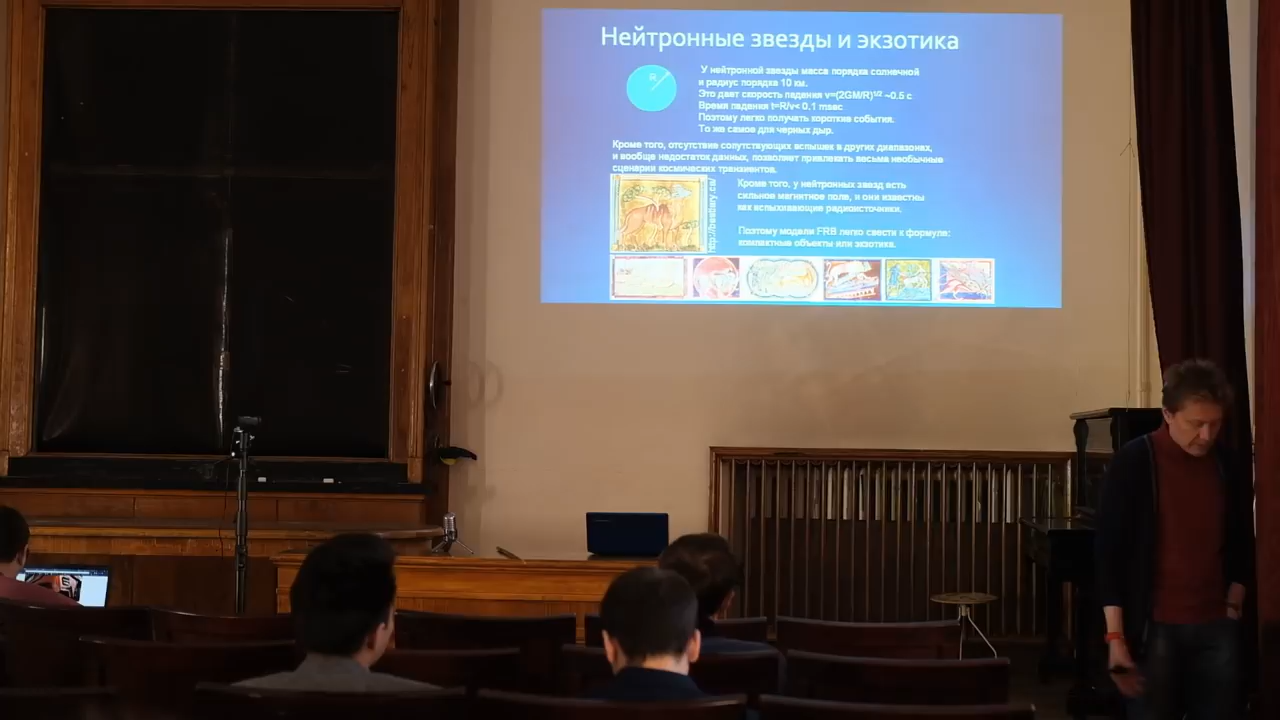 Нейтронные звезды и экзотика
R
У нейтронной звезды масса порядка солнечной
и радиус порядка 10 км.
Это дает скорость падения v=(2GM/R)^1/2 ~0.5 c
Время падения t=R/v< 0.1 msec
Поэтому легко получать короткие события.
То же самое для черных дыр.
Кроме того, отсутствие сопутствующих вспышек в других диапазонах,
и вообще недостаток данных, позволяет привлекать весьма необычные
сценарии космических транзиентов.
http://bestiary.ca/
Кроме того, у нейтронных звезд есть
сильное магнитное поле, и они известны
как вспыхивающие радиоисточники.
Поэтому модели FRB легко свести к формуле:
компактные объекты или экзотика.